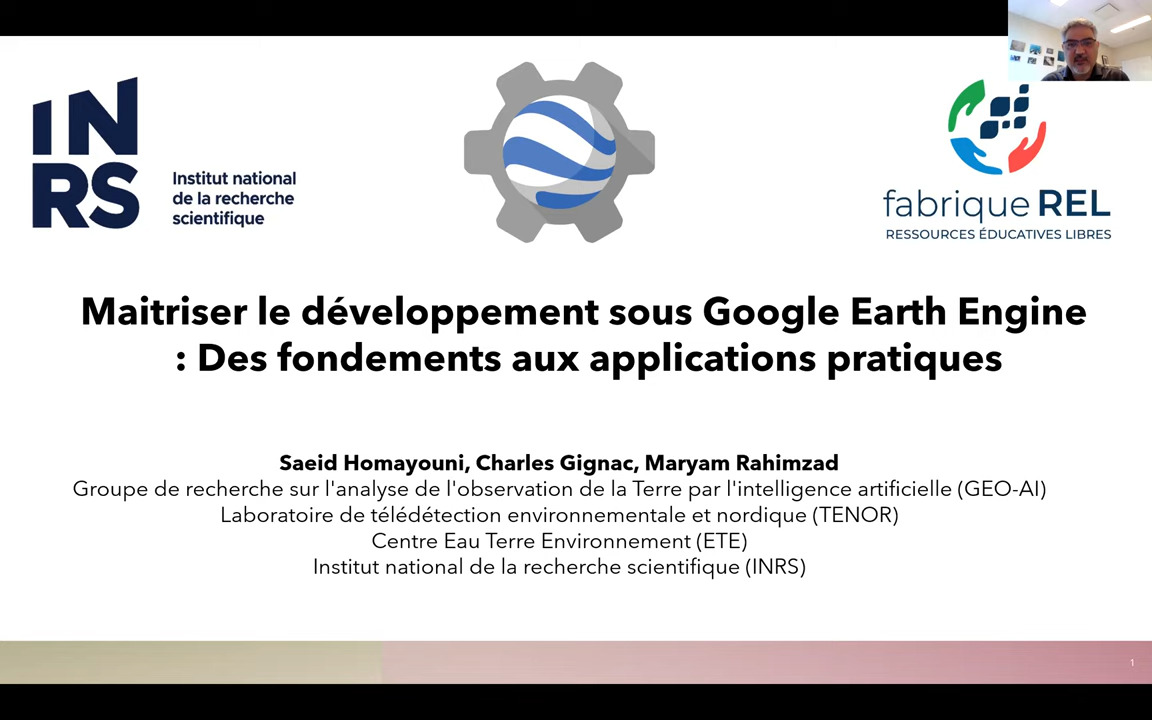 INRS
Institut national
de la recherche
scientifique
fabrique REL
RESSOURCES ÉDUCATIVES LIBRES
Maitriser le développement sous Google Earth Engine
: Des fondements aux applications pratiques
Saeid Homayouni, Charles Gignac, Maryam Rahimzad
Groupe de recherche sur l'analyse de l'observation de la Terre par l'intelligence artificielle (GEO-AI)
Laboratoire de télédétection environnementale et nordique (TENOR)
Centre Eau Terre Environnement (ETE)
Institut national de la recherche scientifique (INRS)
1